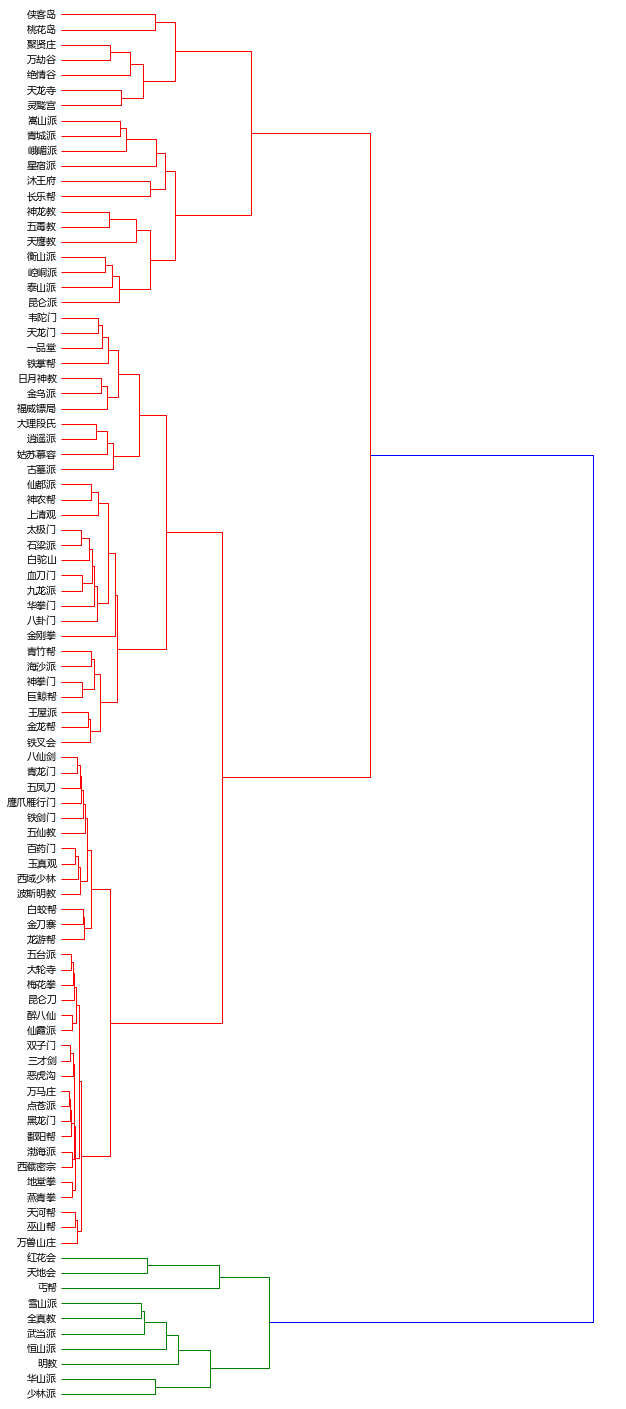 侠客岛
桃花岛
聚贤庄
万劫谷
绝情谷
天龙寺
灵鹫宫
嵩山派
青城派
峨嵋派
星宿派
沐王府
长乐帮
神龙教
五毒教
天鹰教
衡山派
崆峒派
泰山派
昆仑派
韦陀门
天龙门
一品堂
铁掌帮
日月神教
金乌派
福威镖局
大理段氏
逍遥派
姑苏慕容
古墓派
仙都派
神农帮
上清观
太极门
石梁派
白驼山
血刀门
九龙派
华拳门
八卦门
金刚拳
青竹帮
海沙派
神拳门
巨鲸帮
王屋派
金龙帮
铁叉会
八仙剑
青龙门
五凤刀
鹰爪雁行门
铁剑门
五仙教
百药门
玉真观
西域少林
波斯明教
白蛟帮
金刀寨
龙游帮
五台派
大轮寺
梅花拳
昆仑刀
醉八仙
仙霞派
双子门
三才剑
恶虎沟
万马庄
点苍派
黑龙门
鄱阳帮
渤海派
西藏密宗
地堂拳
燕青拳
天河帮
巫山帮
万兽山庄
红花会
天地会
丐帮
雪山派
全真教
武当派
恒山派
明教
华山派
少林派